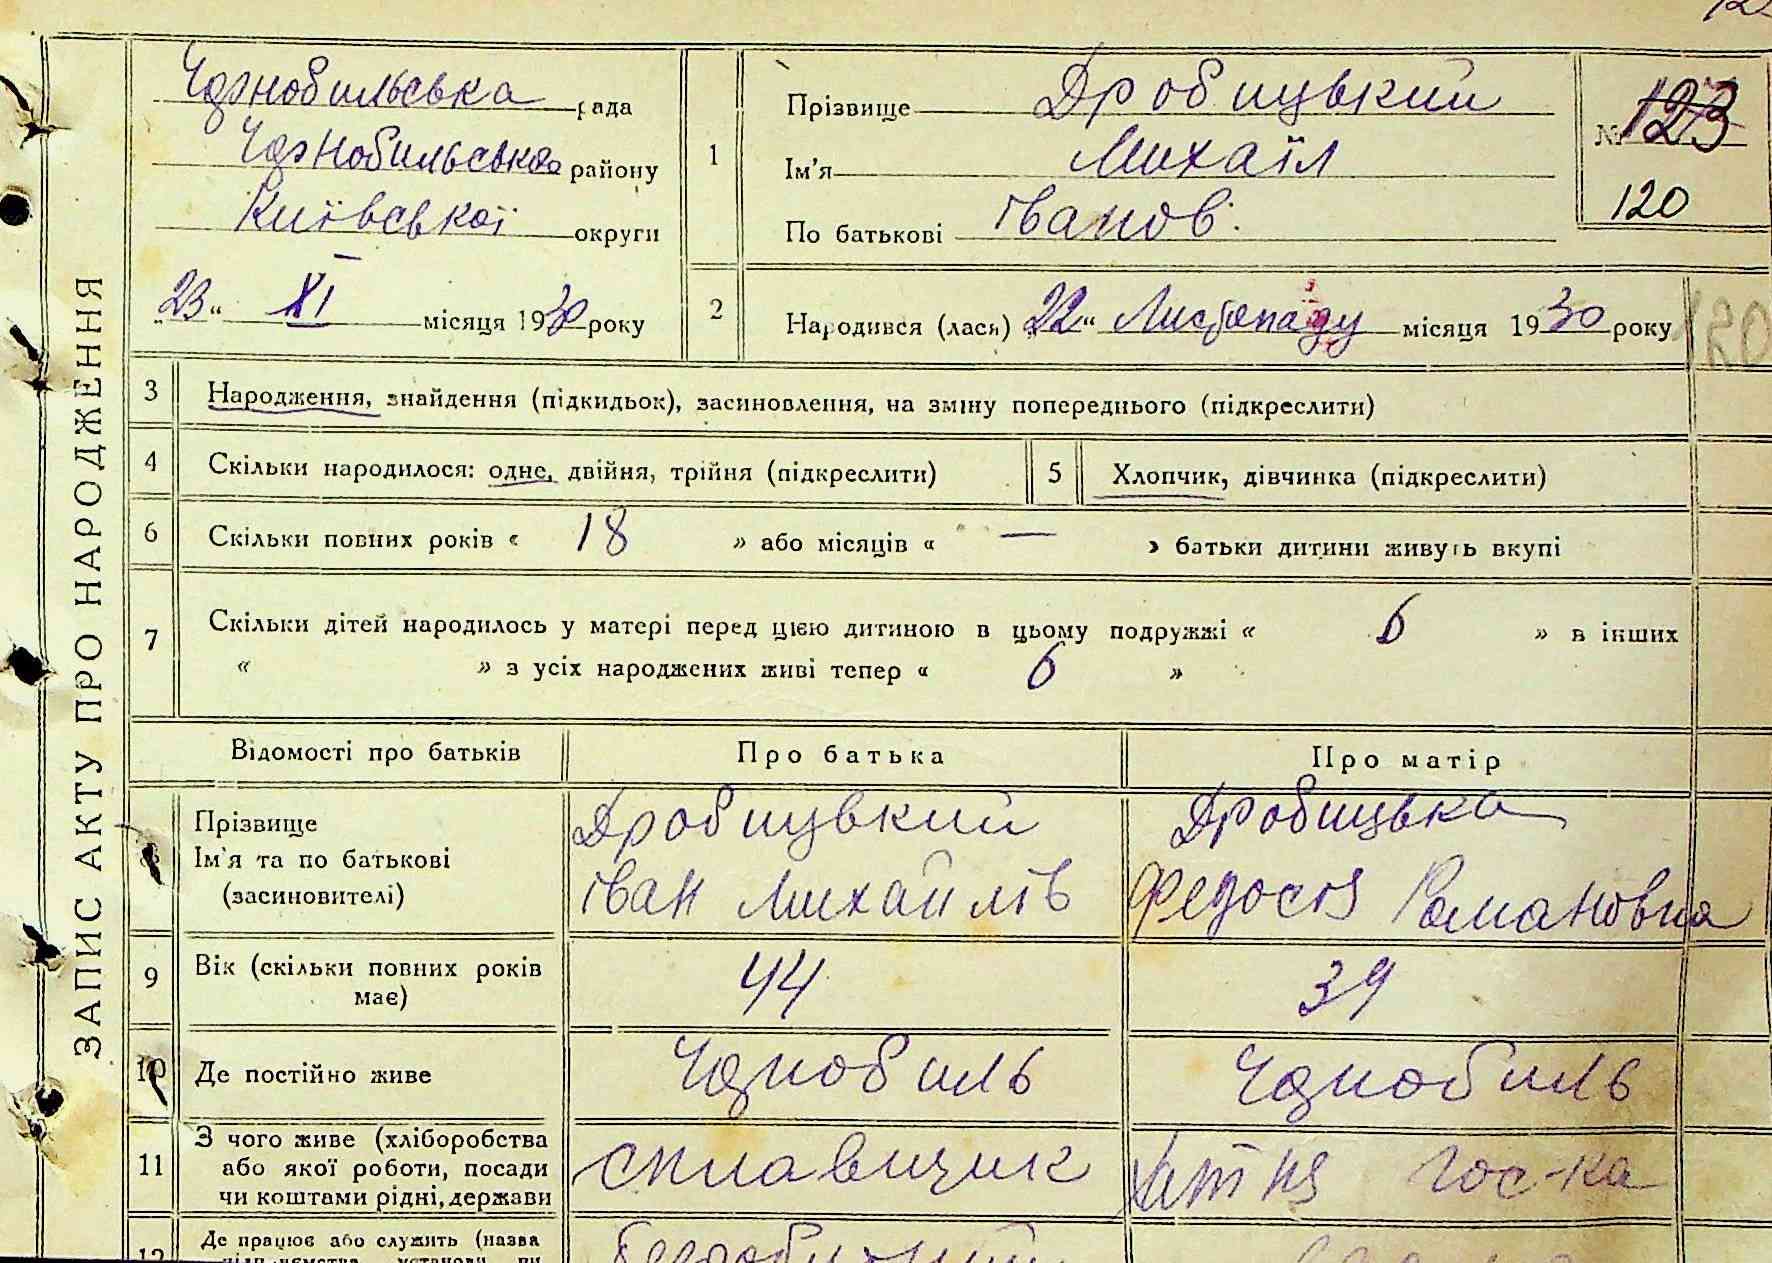 ЗАПИС АКТУ ПРО НАРОДЖЕННЯ
Чорнобильська рада
Чорнобильського району
Київської округи
23 " XI місяця 1930 року
1
Прізвище Дробицький
Ім'я Михаїл
По батькові Іванов.
№ 123
120
2
Народився (лася) 22 " Листопаду місяця 1930 року
120
3 Народження, знайдення (підкидьок), засиновлення, на зміну попереднього (підкреслити)
4 Скільки народилося: одне, двійня, трійня (підкреслити)
5 Хлопчик, дівчинка (підкреслити)
6 Скільки повних років « 18 » або місяців « — » батьки дитини живуть вкупі
7 Скільки дітей народилось у матері перед цією дитиною в цьому подружжі « 6 » в інших
« » з усіх народжених живі тепер « 6 »
Відомості про батьків Про батька Про матір
8
Прізвище Дробицький Дробицька
Ім'я та по батькові Іван Михайлів Федосія Романовна
(засиновителі)
9 Вік (скільки повних років має) 44 39
10 Де постійно живе Чорнобиль Чорнобиль
11 З чого живе (хліборобства
або якої роботи, посади
чи коштами рідні, держави
сплавщик хатня гос-ка
12 Де працює або служить (назва